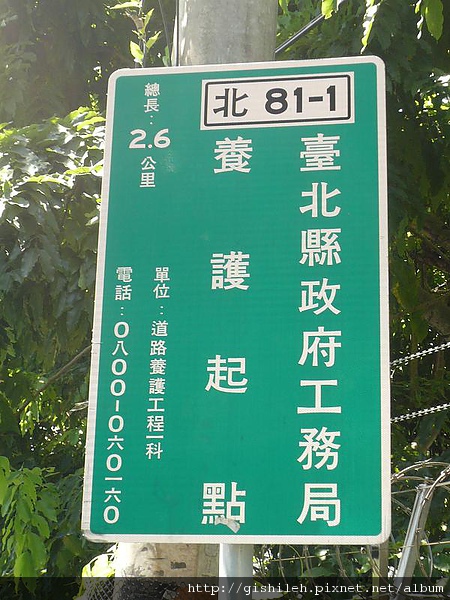 北 81-1
臺北縣政府工務局
養護起點
總長：2.6公里
單位：道路養護工程一科
電話：0八00-0六0一六0
http://gishileh.pixnet.net/album